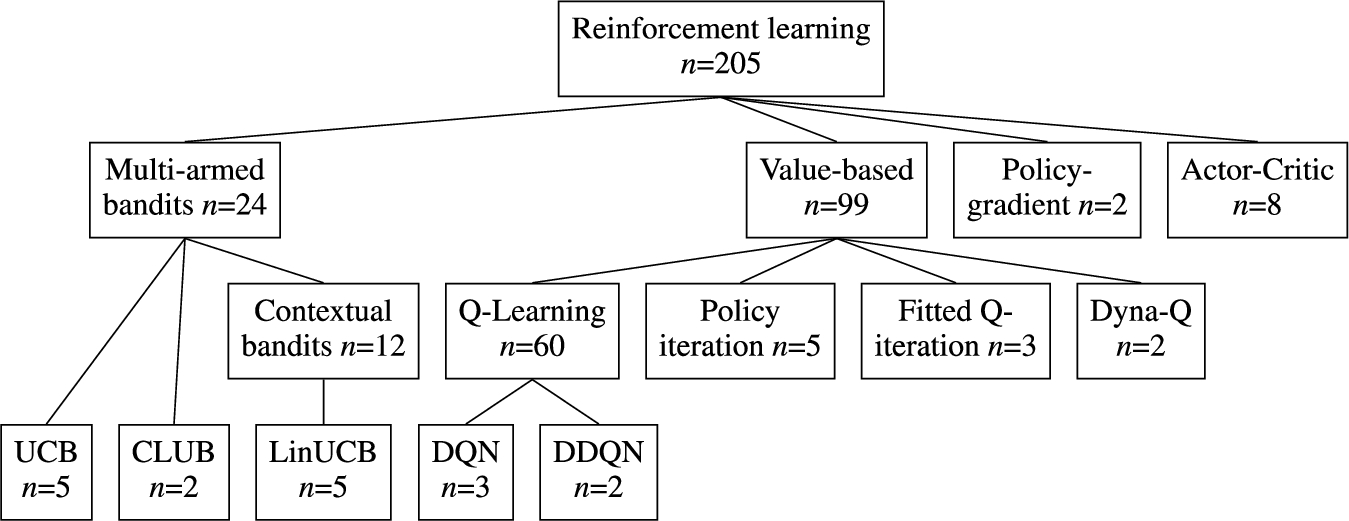 Reinforcement learning
n=205
Multi-armed
bandits n=24
Value-based
n=99
Policy-
gradient n=2
Actor-Critic
n=8
Contextual
bandits n=12
Q-Learning
n=60
Policy
iteration n=5
Fitted Q-
iteration n=3
Dyna-Q
n=2
UCB
n=5
CLUB
n=2
LinUCB
n=5
DQN
n=3
DDQN
n=2